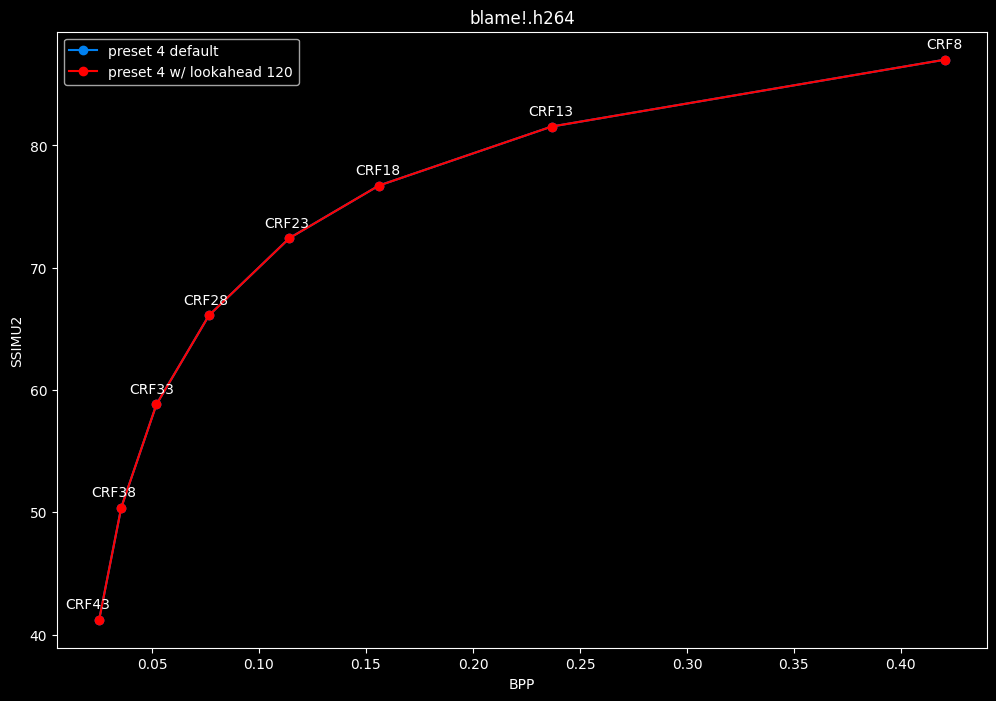 blame!.h264
preset 4 default
preset 4 w/ lookahead 120
CRF8
CRF13
CRF18
CRF23
CRF28
CRF33
CRF38
CRF43
SSIMU2
80
70
60
50
40
0.05 0.10 0.15 0.20 0.25 0.30 0.35 0.40
BPP